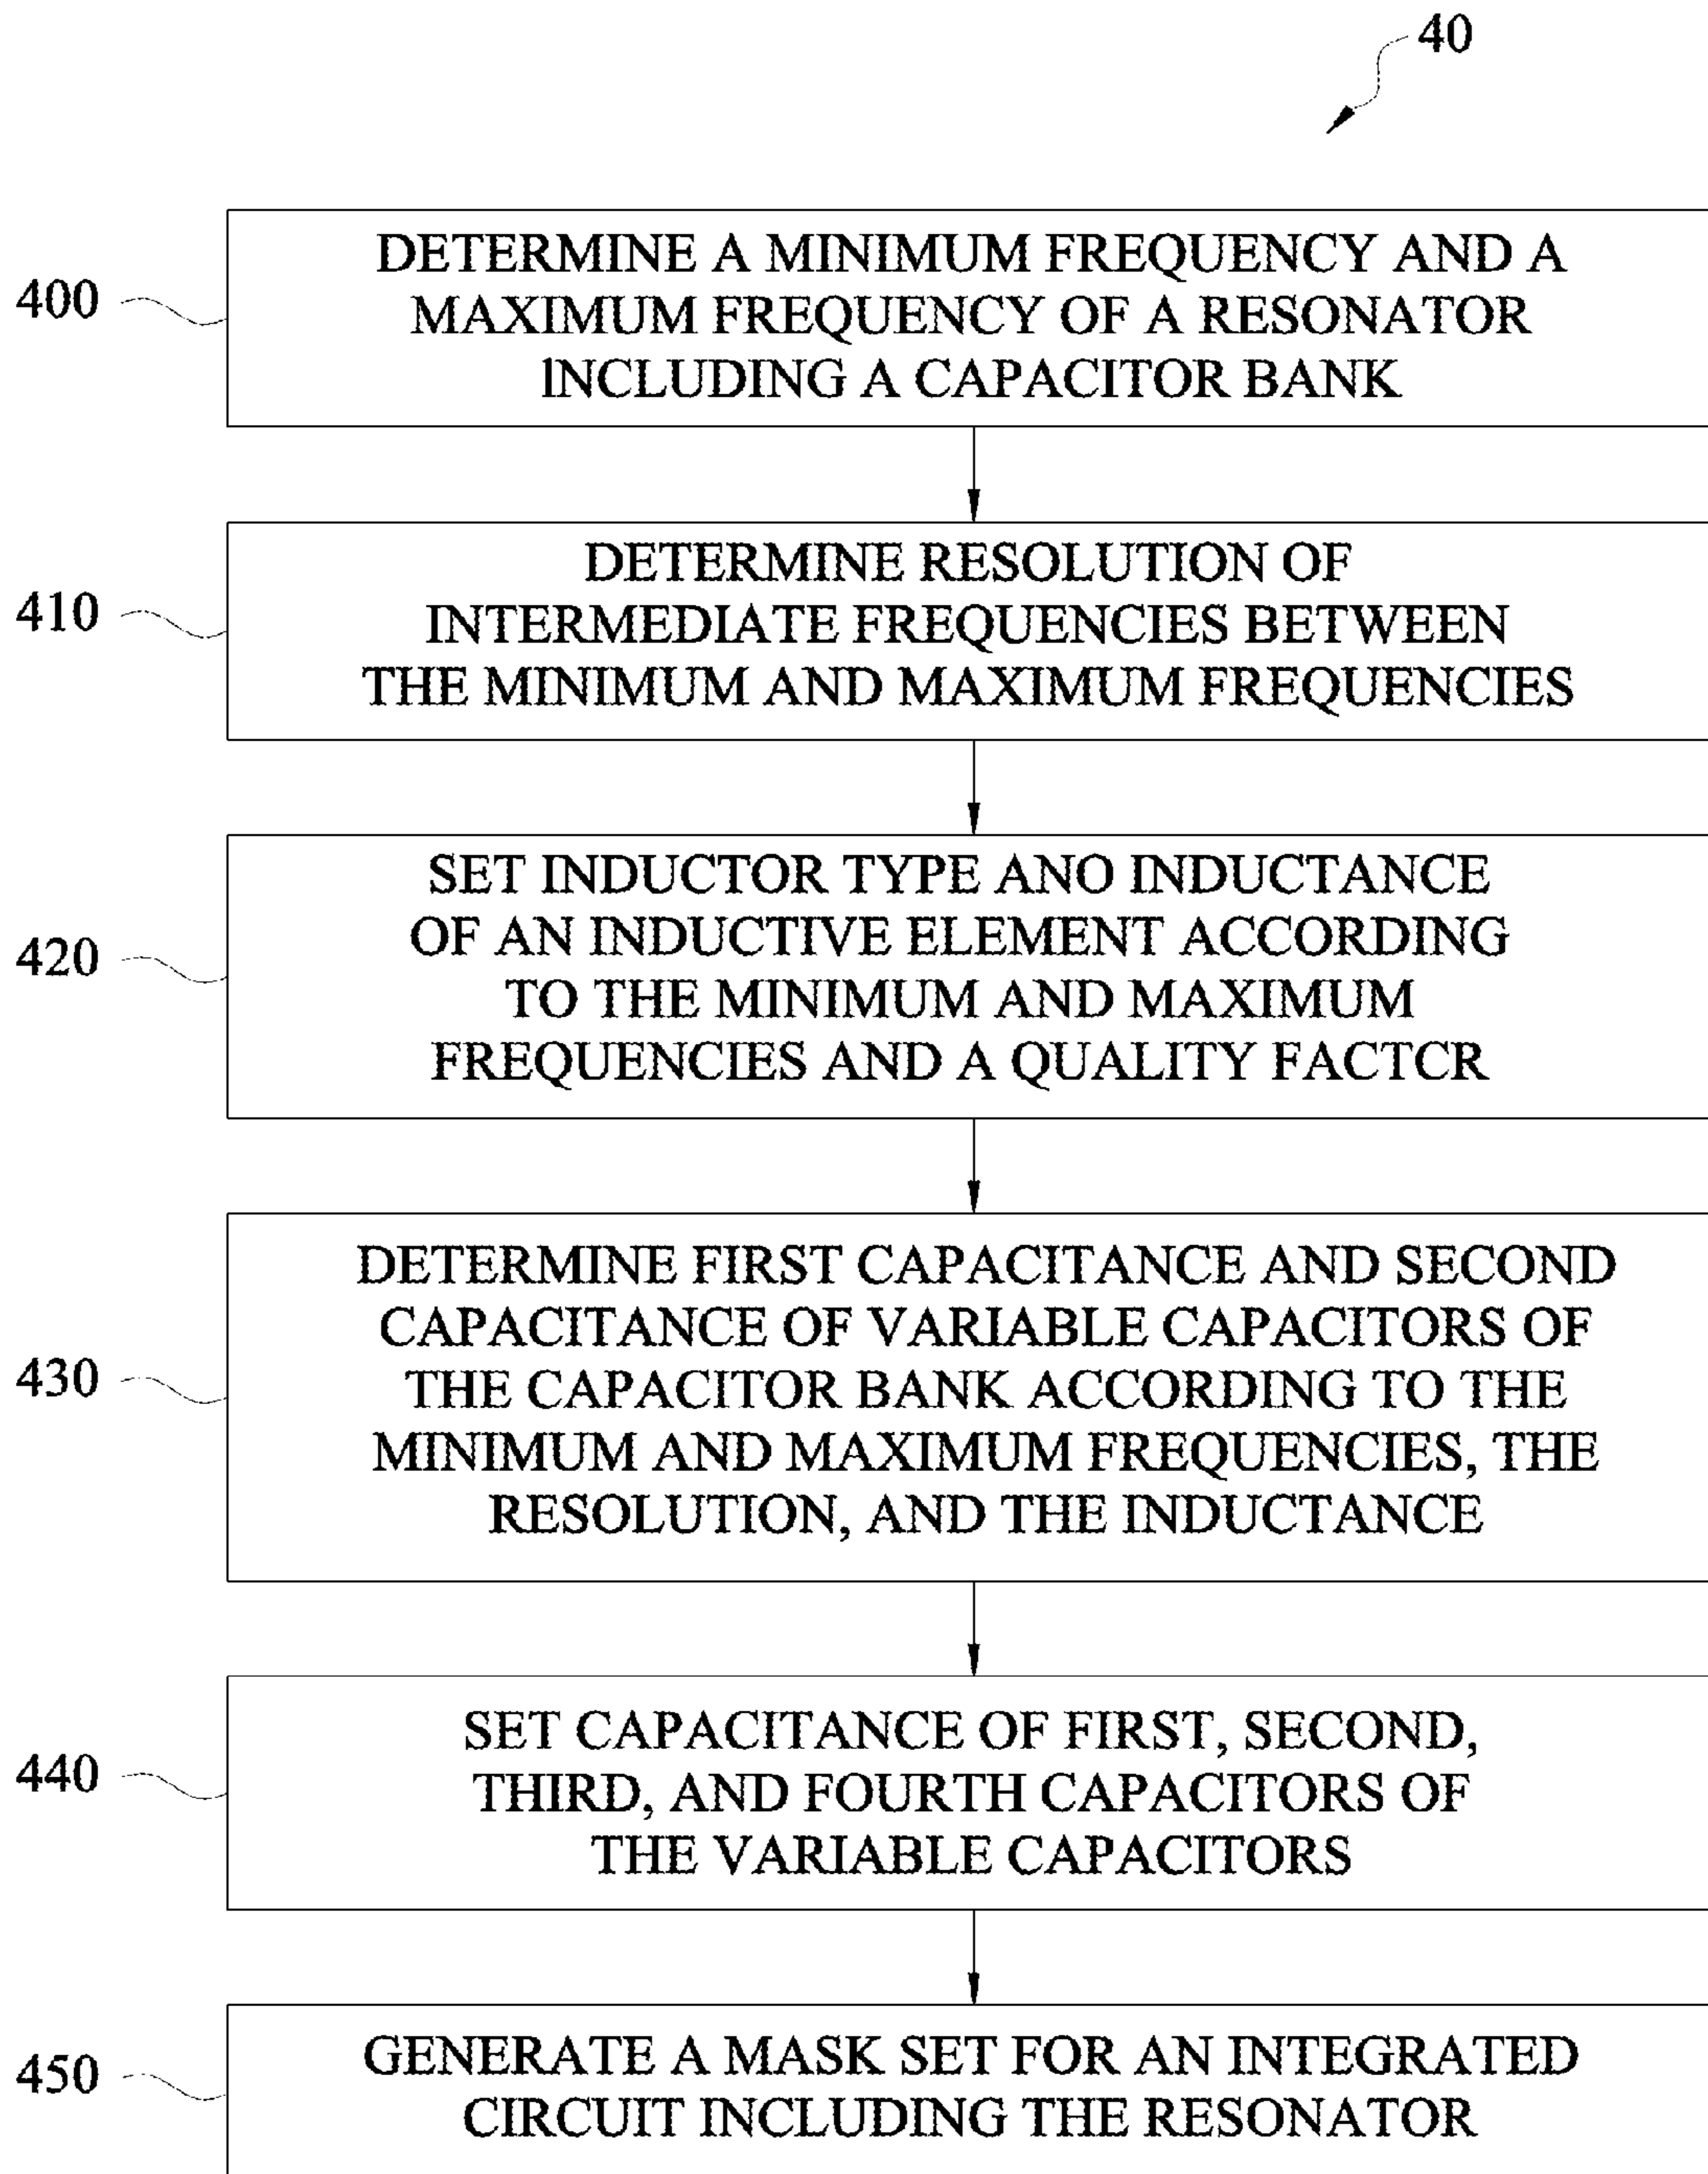 40
400
DETERMINE A MINIMUM FREQUENCY AND A
MAXIMUM FREQUENCY OF A RESONATOR
INCLUDING A CAPACITOR BANK
410
DETERMINE RESOLUTION OF
INTERMEDIATE FREQUENCIES BETWEEN
THE MINIMUM AND MAXIMUM FREQUENCIES
420
SET INDUCTOR TYPE ANO INDUCTANCE
OF AN INDUCTIVE ELEMENT ACCORDING
TO THE MINIMUM AND MAXIMUM
FREQUENCIES AND A QUALITY FACTCR
430
DETERMINE FIRST CAPACITANCE AND SECOND
CAPACITANCE OF VARIABLE CAPACITORS OF
THE CAPACITOR BANK ACCORDING TO THE
MINIMUM AND MAXIMUM FREQUENCIES, THE
RESOLUTION, AND THE INDUCTANCE
440
SET CAPACITANCE OF FIRST, SECOND,
THIRD, AND FOURTH CAPACITORS OF
THE VARIABLE CAPACITORS
450
GENERATE A MASK SET FOR AN INTEGRATED
CIRCUIT INCLUDING THE RESONATOR